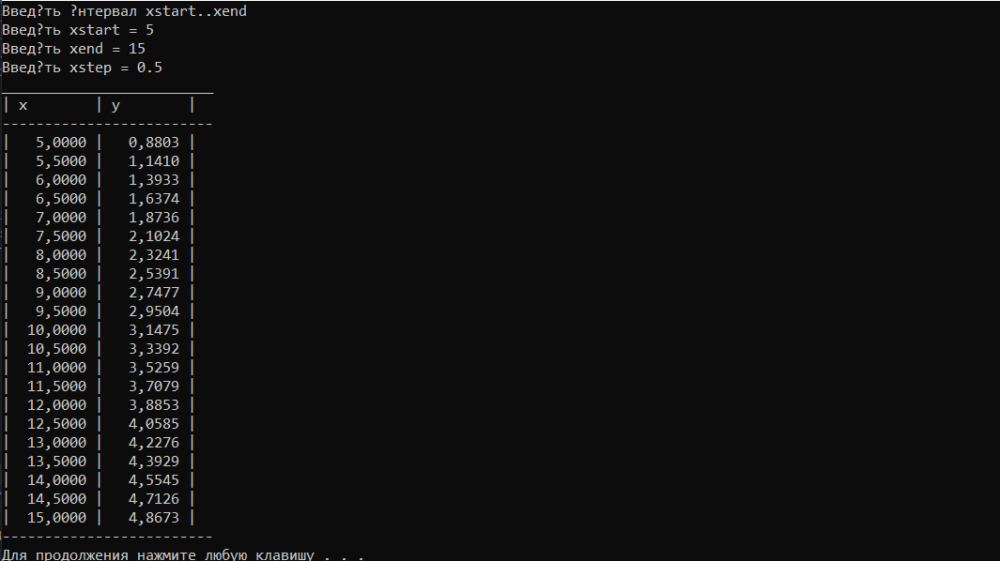 Введ?ть ?нтервал xstart..xend
Введ?ть xstart = 5
Введ?ть xend = 15
Введ?ть xstep = 0.5
_________________________
| x        | y        |
-------------------------
|   5,0000 |   0,8803 |
|   5,5000 |   1,1410 |
|   6,0000 |   1,3933 |
|   6,5000 |   1,6374 |
|   7,0000 |   1,8736 |
|   7,5000 |   2,1024 |
|   8,0000 |   2,3241 |
|   8,5000 |   2,5391 |
|   9,0000 |   2,7477 |
|   9,5000 |   2,9504 |
|  10,0000 |   3,1475 |
|  10,5000 |   3,3392 |
|  11,0000 |   3,5259 |
|  11,5000 |   3,7079 |
|  12,0000 |   3,8853 |
|  12,5000 |   4,0585 |
|  13,0000 |   4,2276 |
|  13,5000 |   4,3929 |
|  14,0000 |   4,5545 |
|  14,5000 |   4,7126 |
|  15,0000 |   4,8673 |
-------------------------
Для продолжения нажмите любую клавишу . . .